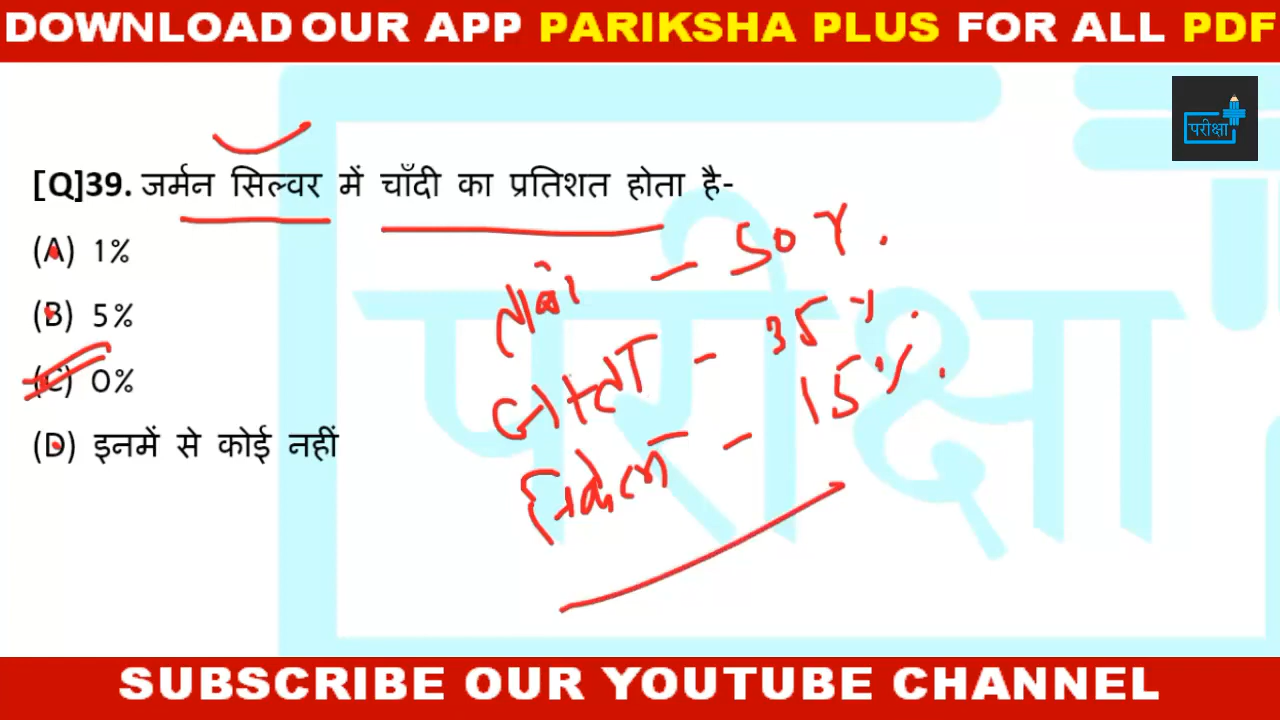 DOWNLOAD OUR APP PARIKSHA PLUS FOR ALL PDF
परीक्षा
[Q]39. जर्मन सिल्वर में चाँदी का प्रतिशत होता है-
(A) 1%
(B) 5%
(C) 0%
(D) इनमें से कोई नहीं
तांबा - 50%.
जस्ता - 35%.
निकेल - 15%.
परीक्षा
SUBSCRIBE OUR YOUTUBE CHANNEL